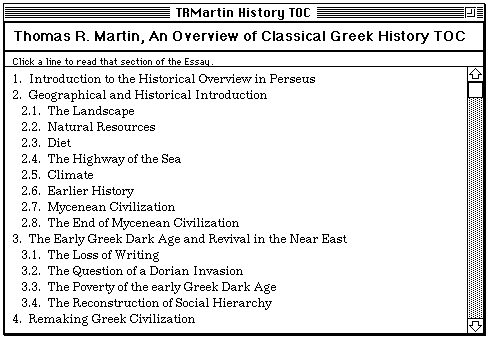 TRMartin History TOC
Thomas R. Martin, An Overview of Classical Greek History TOC
Click a line to read that section of the Essay.
1. Introduction to the Historical Overview in Perseus
2. Geographical and Historical Introduction
2.1. The Landscape
2.2. Natural Resources
2.3. Diet
2.4. The Highway of the Sea
2.5. Climate
2.6. Earlier History
2.7. Mycenean Civilization
2.8. The End of Mycenean Civilization
3. The Early Greek Dark Age and Revival in the Near East
3.1. The Loss of Writing
3.2. The Question of a Dorian Invasion
3.3. The Poverty of the early Greek Dark Age
3.4. The Reconstruction of Social Hierarchy
4. Remaking Greek Civilization